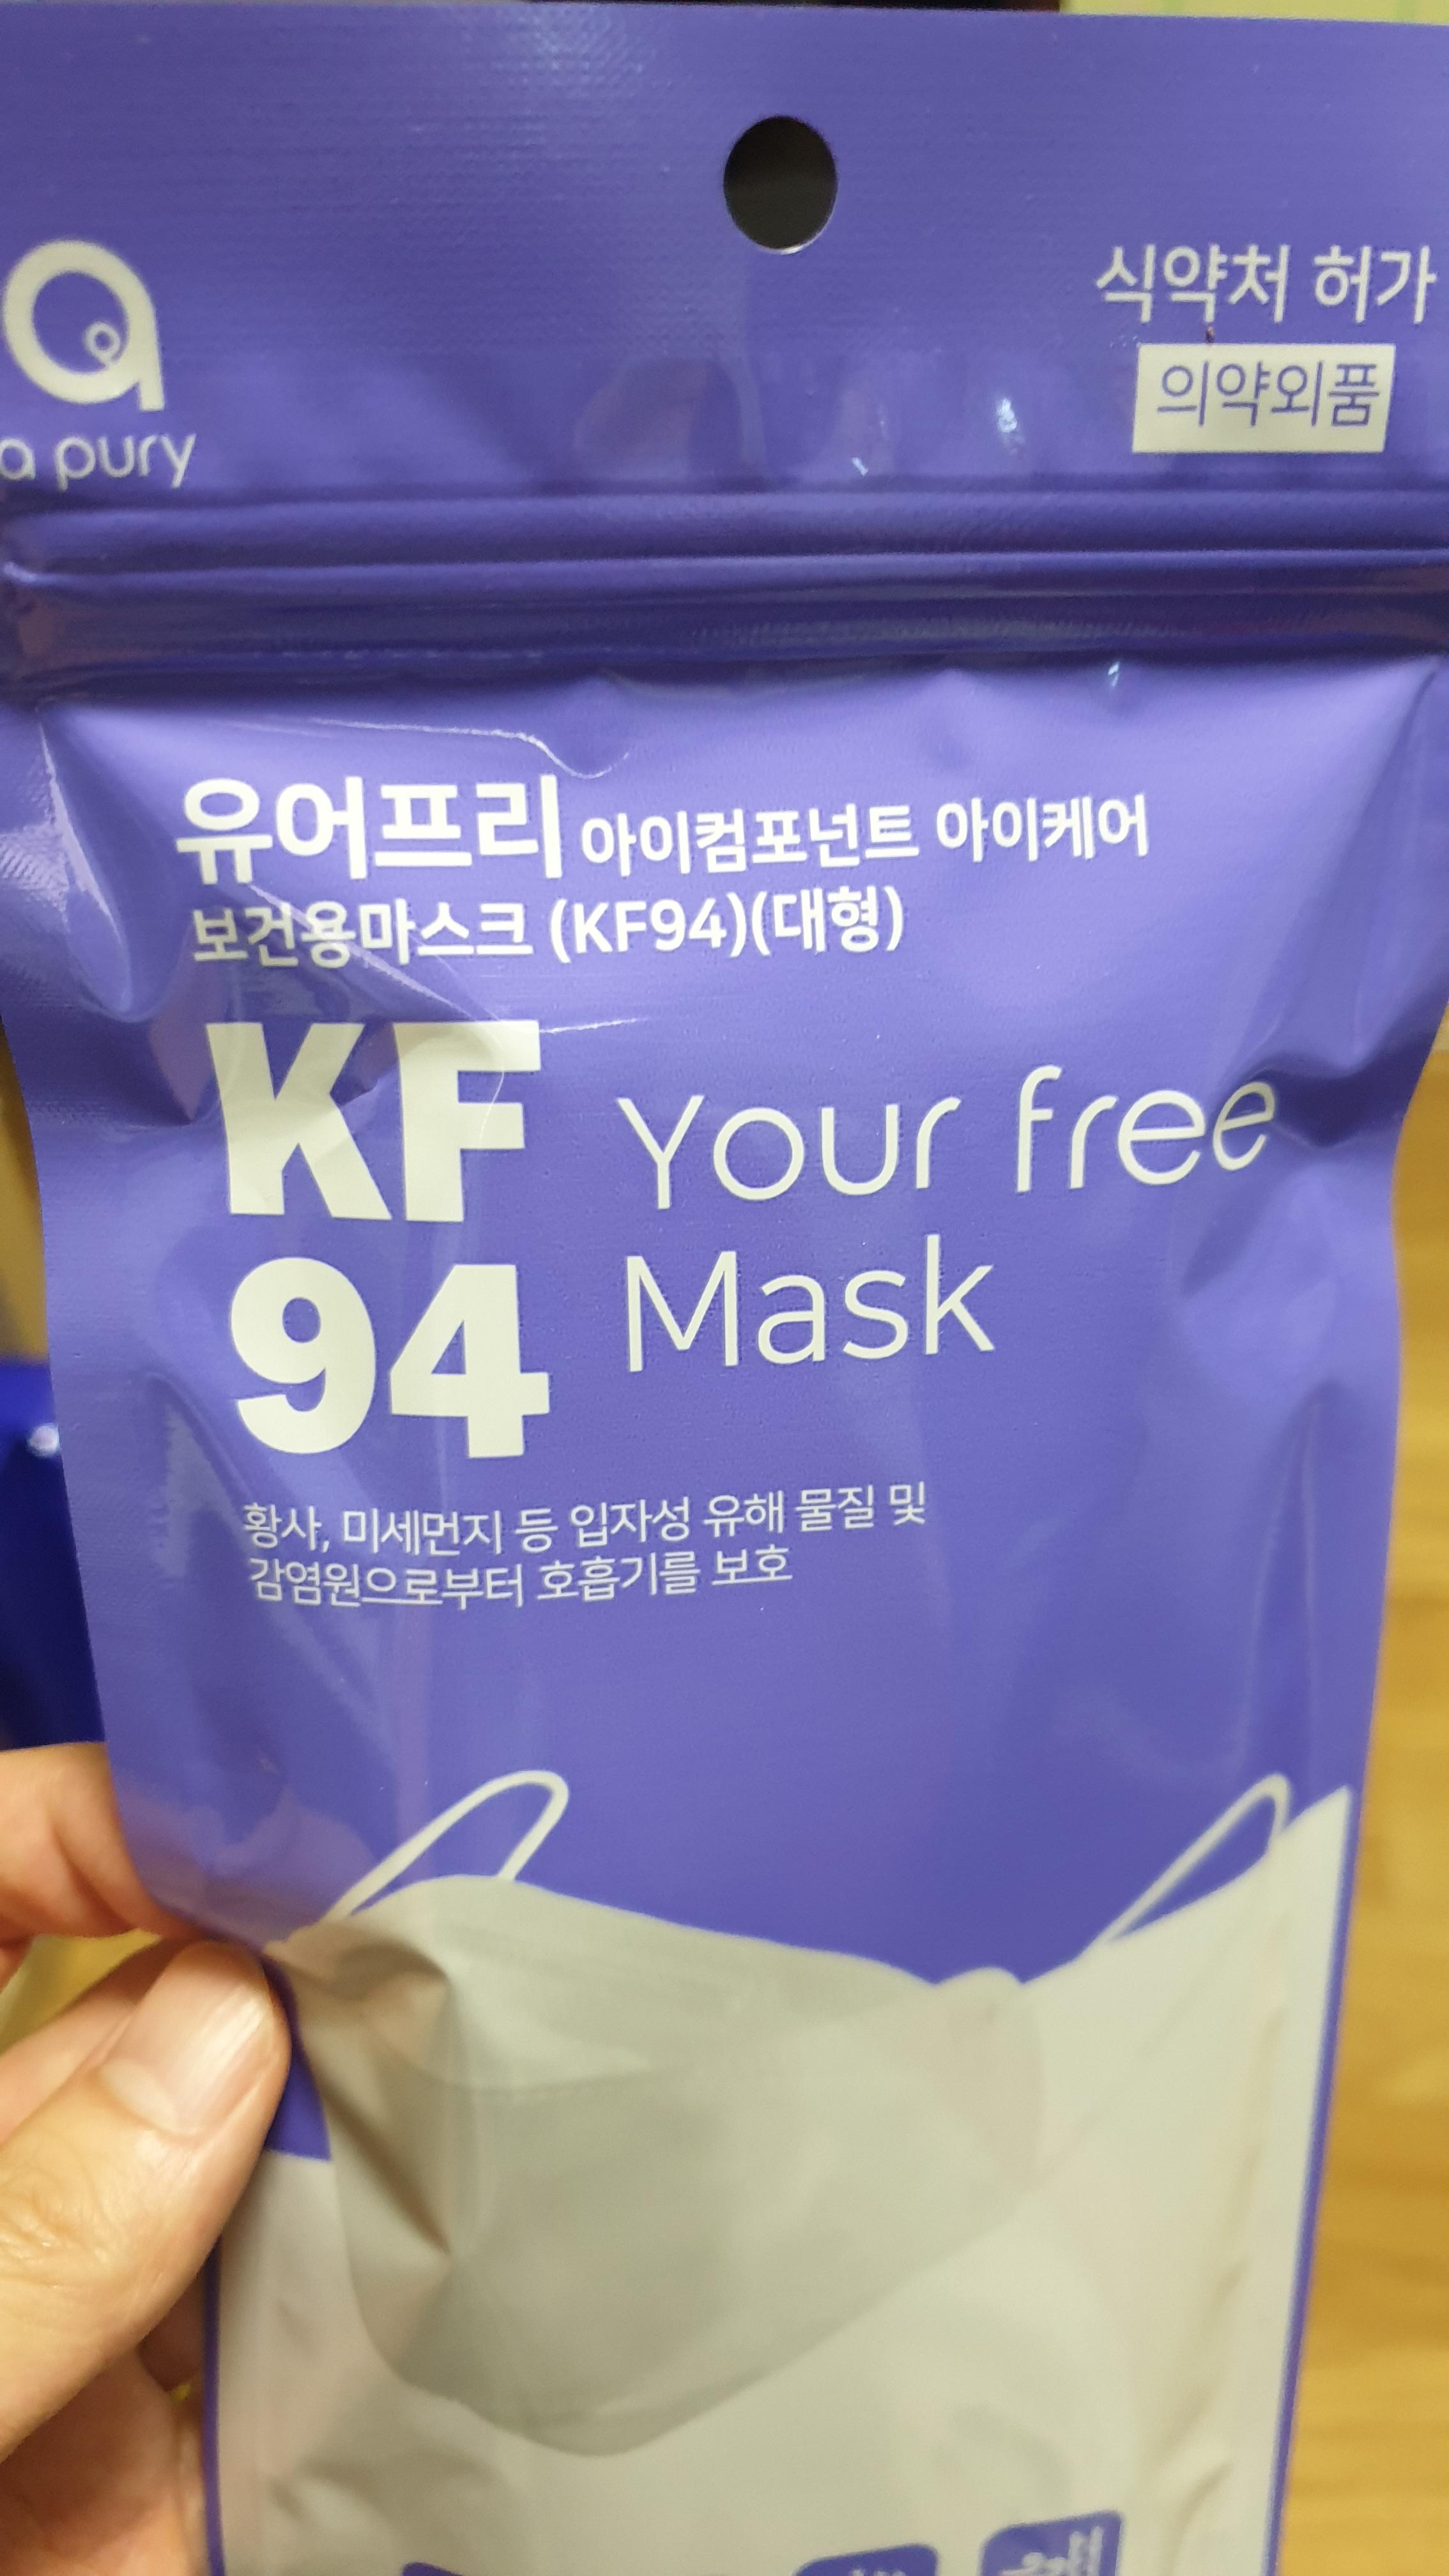 a pury
식약처 허가
의약외품
유어프리 아이컴포넌트 아이케어
보건용마스크 (KF94)(대형)
KF
94
Your free
Mask
황사, 미세먼지 등 입자성 유해 물질 및
감염원으로부터 호흡기를 보호